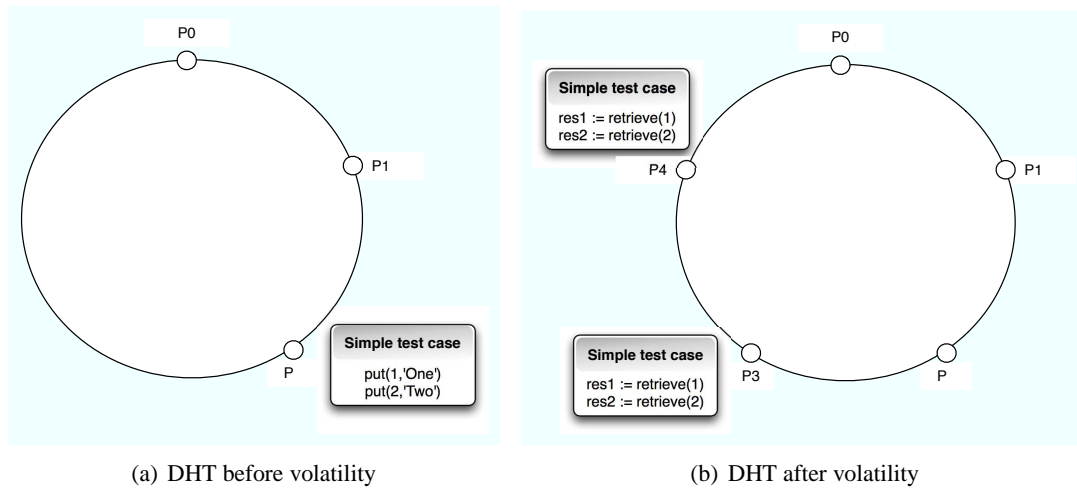 P0
P1
Simple test case
put(1,'One')
put(2,'Two')
P
(a) DHT before volatility
P0
Simple test case
res1 := retrieve(1)
res2 := retrieve(2)
P4
P1
Simple test case
res1 := retrieve(1)
res2 := retrieve(2)
P3
P
(b) DHT after volatility